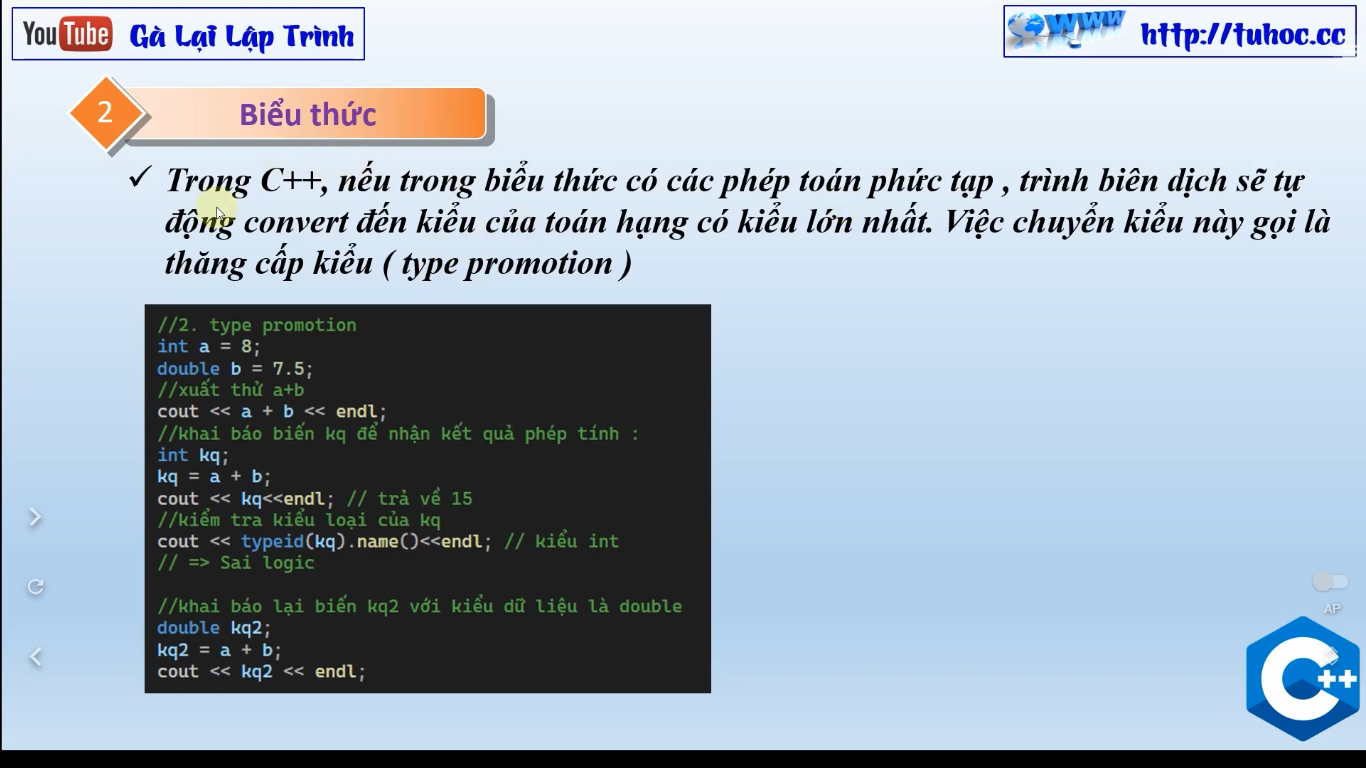 YouTube Gà Lại Lập Trình
WWW http://tuhoc.cc
2 Biểu thức
✓ Trong C++, nếu trong biểu thức có các phép toán phức tạp , trình biên dịch sẽ tự
động convert đến kiểu của toán hạng có kiểu lớn nhất. Việc chuyển kiểu này gọi là
thăng cấp kiểu ( type promotion )
//2. type promotion
int a = 8;
double b = 7.5;
//xuất thử a+b
cout << a + b << endl;
//khai báo biến kq để nhận kết quả phép tính :
int kq;
kq = a + b;
cout << kq<<endl; // trả về 15
//kiểm tra kiểu loại của kq
cout << typeid(kq).name()<<endl; // kiểu int
// => Sai logic
//khai báo lại biến kq2 với kiểu dữ liệu là double
double kq2;
kq2 = a + b;
cout << kq2 << endl;
AP
C++